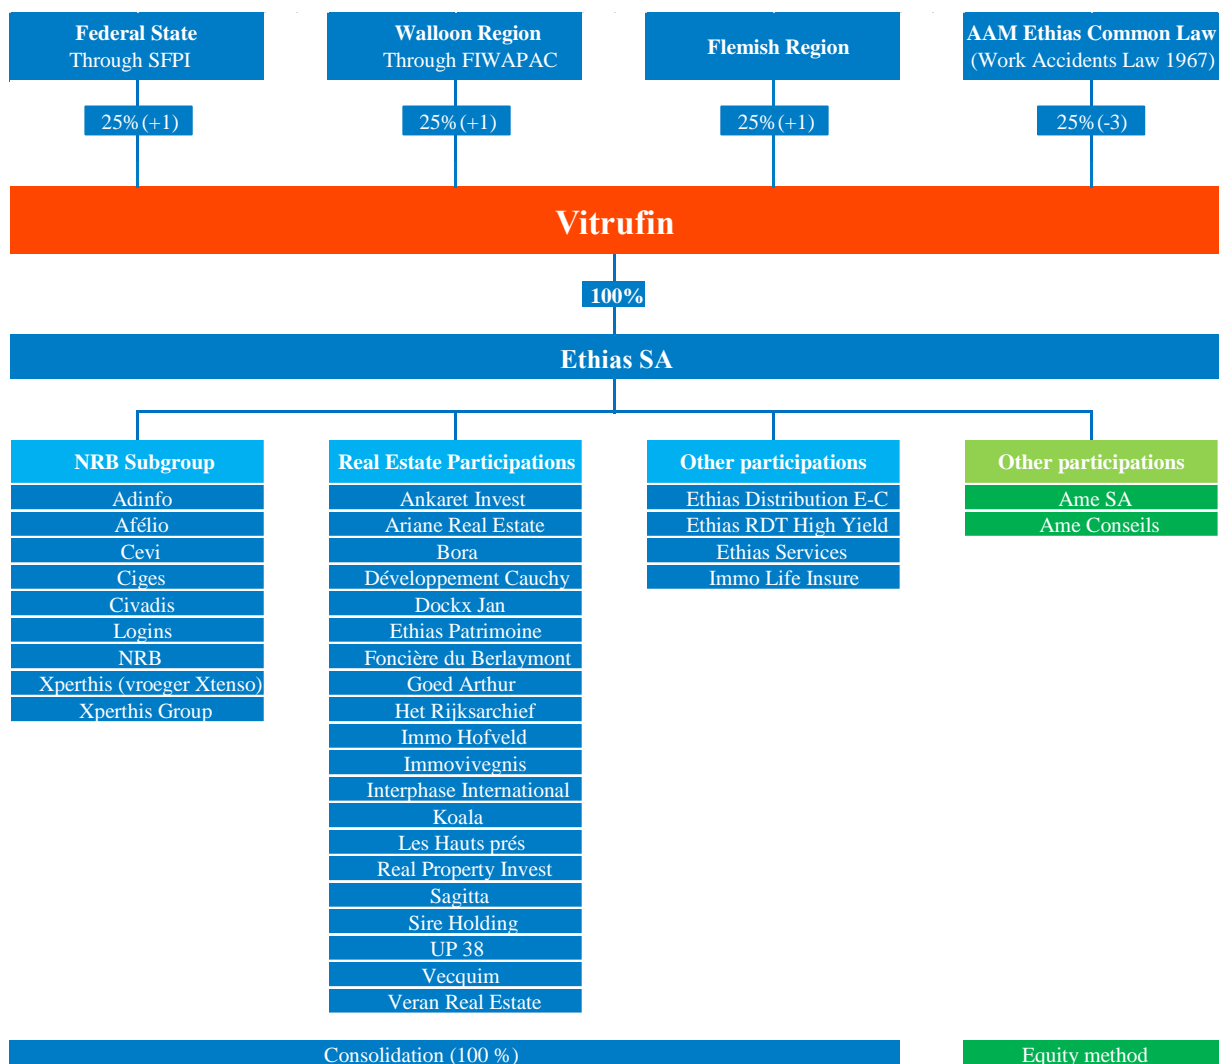 Federal State
Through SFPI
Walloon Region
Through FIWAPAC
Flemish Region
AAM Ethias Common Law
(Work Accidents Law 1967)
25% (+1)
25% (+1)
25% (+1)
25% (-3)
Vitrufin
100%
Ethias SA
NRB Subgroup
Adinfo
Afélio
Cevi
Ciges
Civadis
Logins
NRB
Xperthis (vroeger Xtenso)
Xperthis Group
Real Estate Participations
Ankaret Invest
Ariane Real Estate
Bora
Développement Cauchy
Dockx Jan
Ethias Patrimoine
Foncière du Berlaymont
Goed Arthur
Het Rijksarchief
Immo Hofveld
Immovivegnis
Interphase International
Koala
Les Hauts prés
Real Property Invest
Sagitta
Sire Holding
UP 38
Vecquim
Veran Real Estate
Other participations
Ethias Distribution E-C
Ethias RDT High Yield
Ethias Services
Immo Life Insure
Other participations
Ame SA
Ame Conseils
Consolidation (100 %)
Equity method